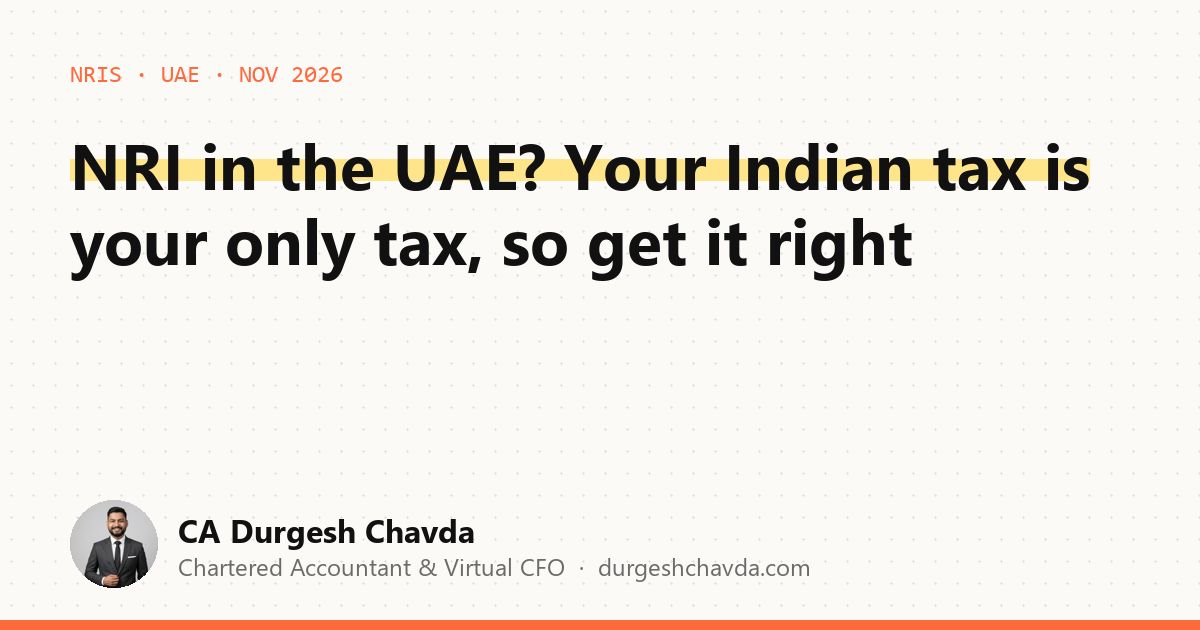 NRIS · UAE · NOV 2026
NRI in the UAE? Your Indian tax is
your only tax, so get it right
CA Durgesh Chavda
Chartered Accountant & Virtual CFO · durgeshchavda.com